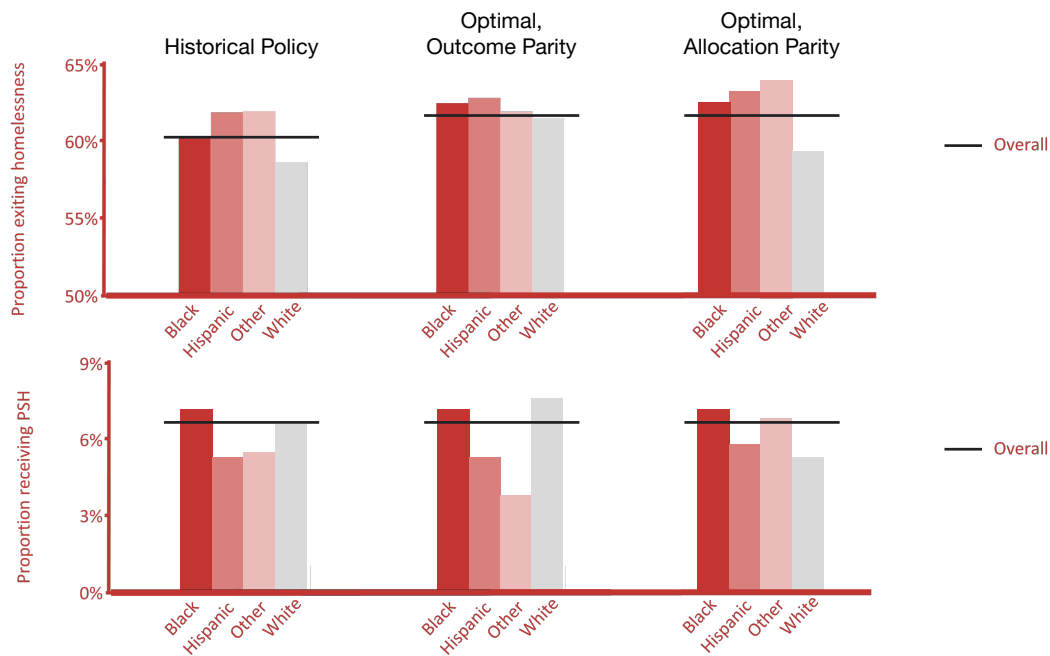 Historical Policy
Optimal,
Outcome Parity
Optimal,
Allocation Parity
Proportion exiting homelessness
65%
60%
55%
50%
Overall
Black
Hispanic
Other
White
Black
Hispanic
Other
White
Black
Hispanic
Other
White
Proportion receiving PSH
9%
6%
3%
0%
Overall
Black
Hispanic
Other
White
Black
Hispanic
Other
White
Black
Hispanic
Other
White